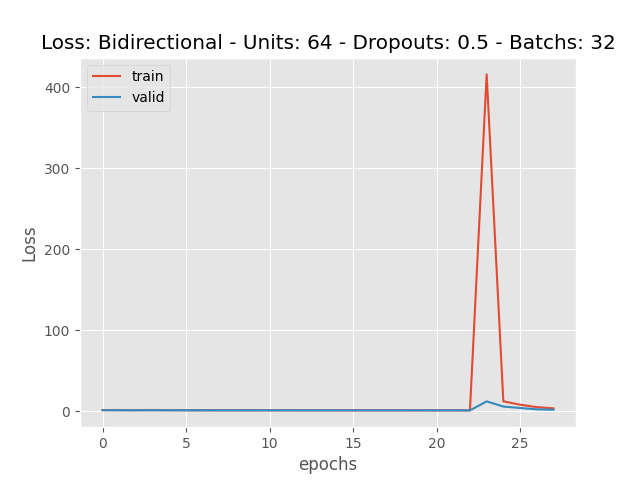 Loss: Bidirectional - Units: 64 - Dropouts: 0.5 - Batchs: 32
train
valid
400
300
200
100
0
Loss
0 5 10 15 20 25
epochs